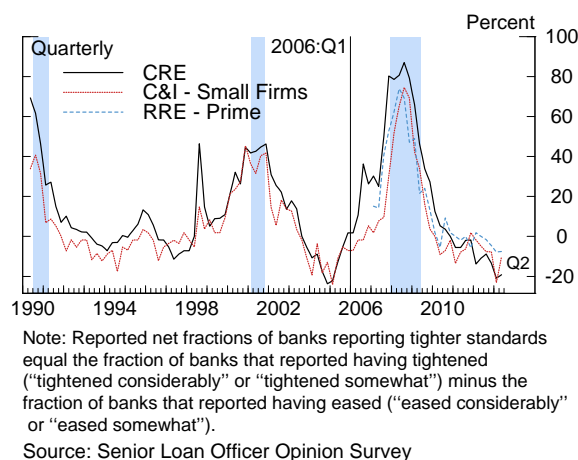 Percent
Quarterly
2006:Q1
CRE
C&I - Small Firms
RRE - Prime
100
80
60
40
20
0
-20
Q2
1990 1994 1998 2002 2006 2010
Note: Reported net fractions of banks reporting tighter standards
equal the fraction of banks that reported having tightened
(‘‘tightened considerably’’ or ‘‘tightened somewhat’’) minus the
fraction of banks that reported having eased (‘‘eased considerably’’
or ‘‘eased somewhat’’).
Source: Senior Loan Officer Opinion Survey